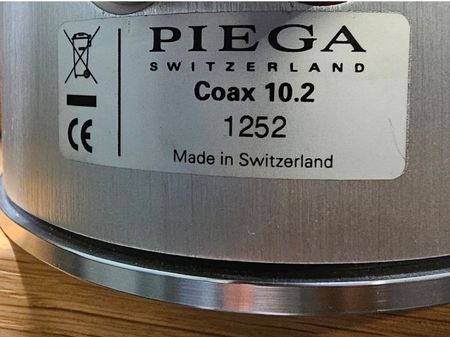 PIEGA
SWITZERLAND
Coax 10.2
1252
Made in Switzerland
CE